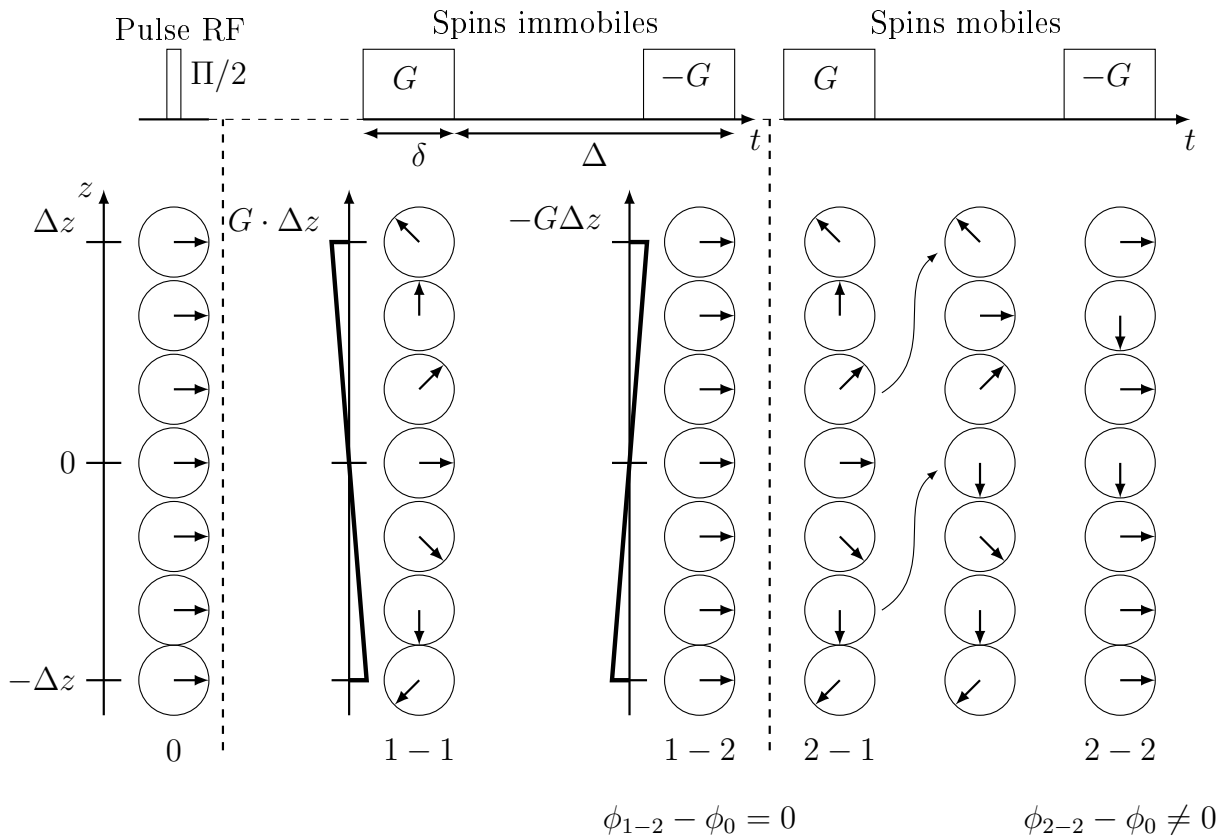 Pulse RF
Spins immobiles
Spins mobiles
Π/2
G
-G
G
-G
t
t
δ
Δ
z
Δz
G · Δz
−GΔz
0
−Δz
0
1 − 1
1 − 2
2 − 1
2 − 2
ϕ1−2 − ϕ0 = 0
ϕ2−2 − ϕ0 ≠ 0